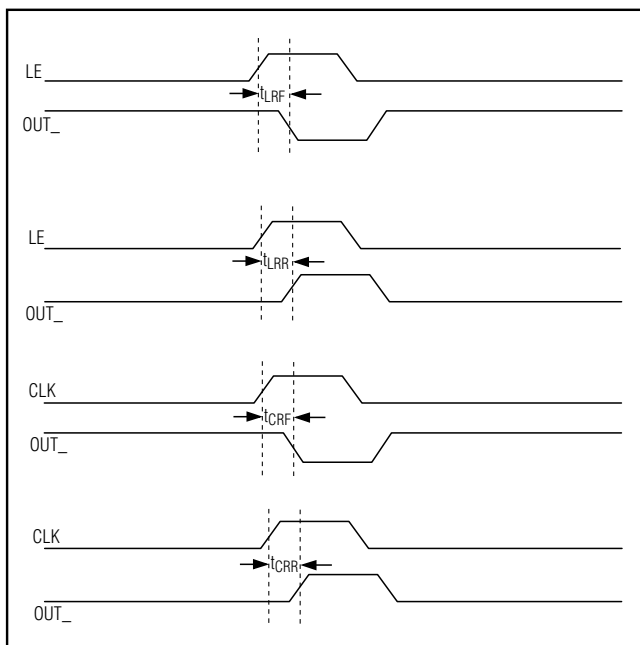 LE
tLRF
OUT_
LE
tLRR
OUT_
CLK
tCRF
OUT_
CLK
tCRR
OUT_